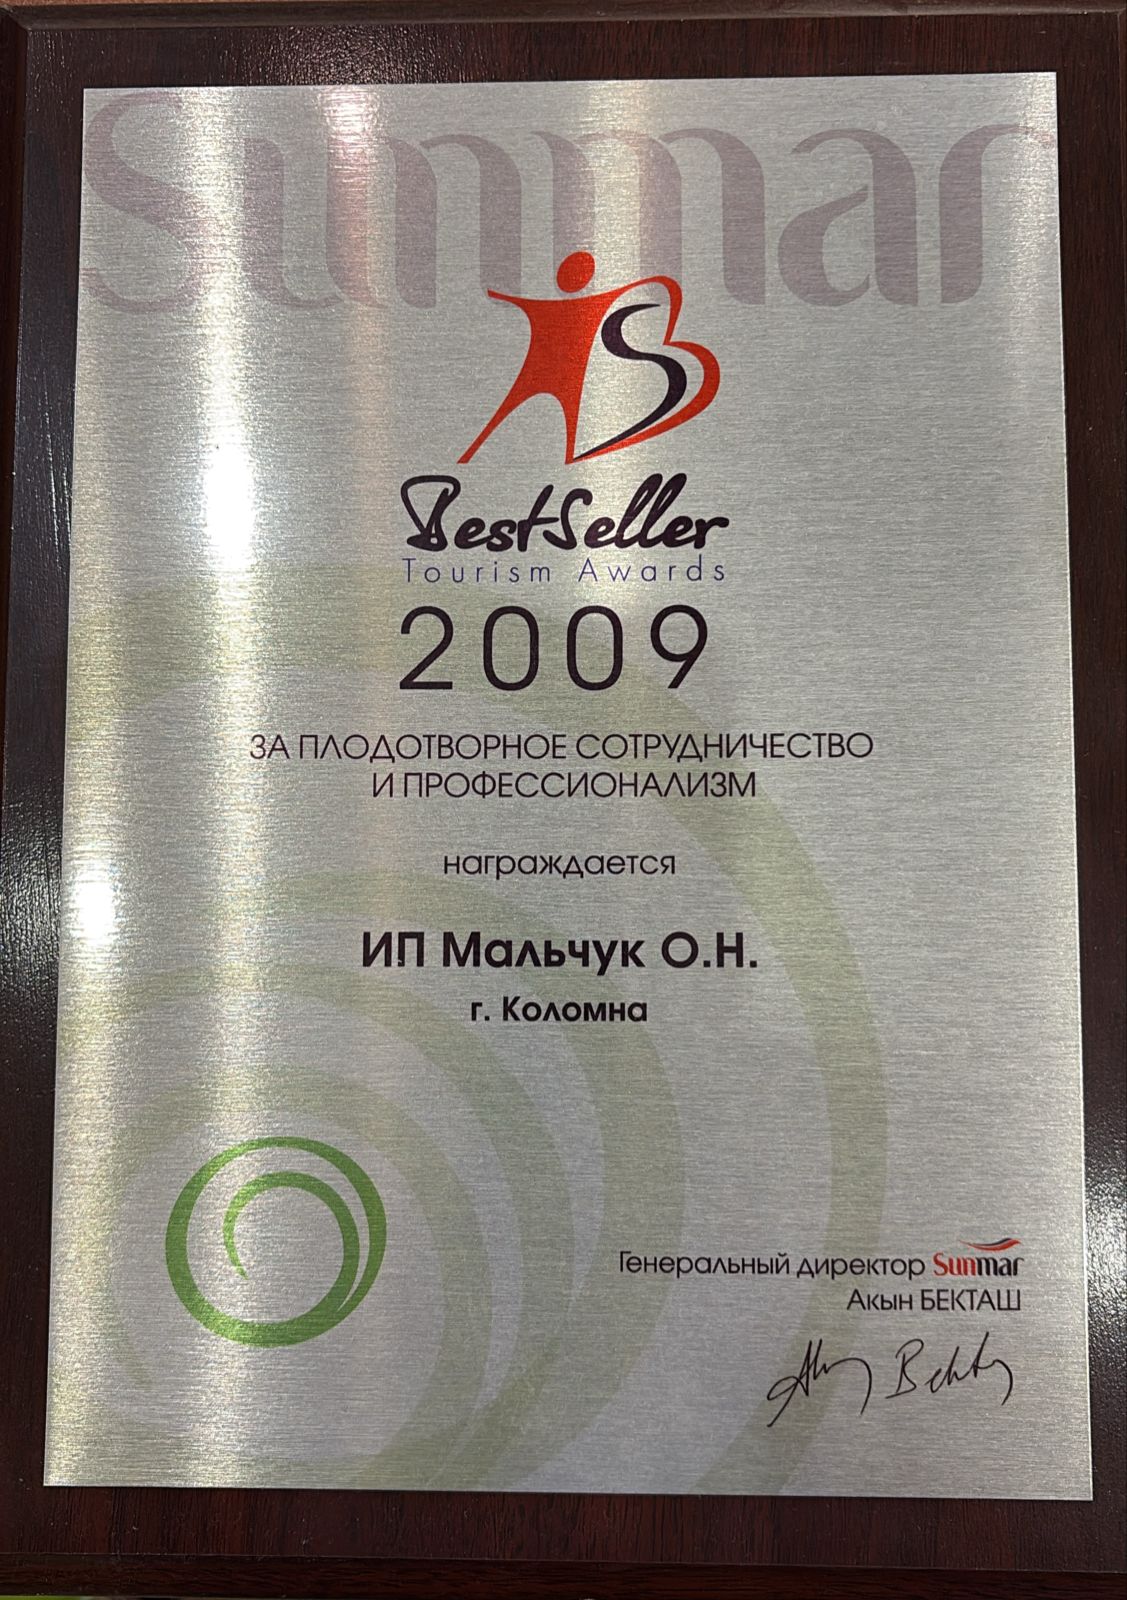 Sunmar
BestSeller
Tourism Awards
2009
ЗА ПЛОДОТВОРНОЕ СОТРУДНИЧЕСТВО
И ПРОФЕССИОНАЛИЗМ
награждается
ИП Мальчук О.Н.
г. Коломна
Генеральный директор Sunmar
Акын БЕКТАШ